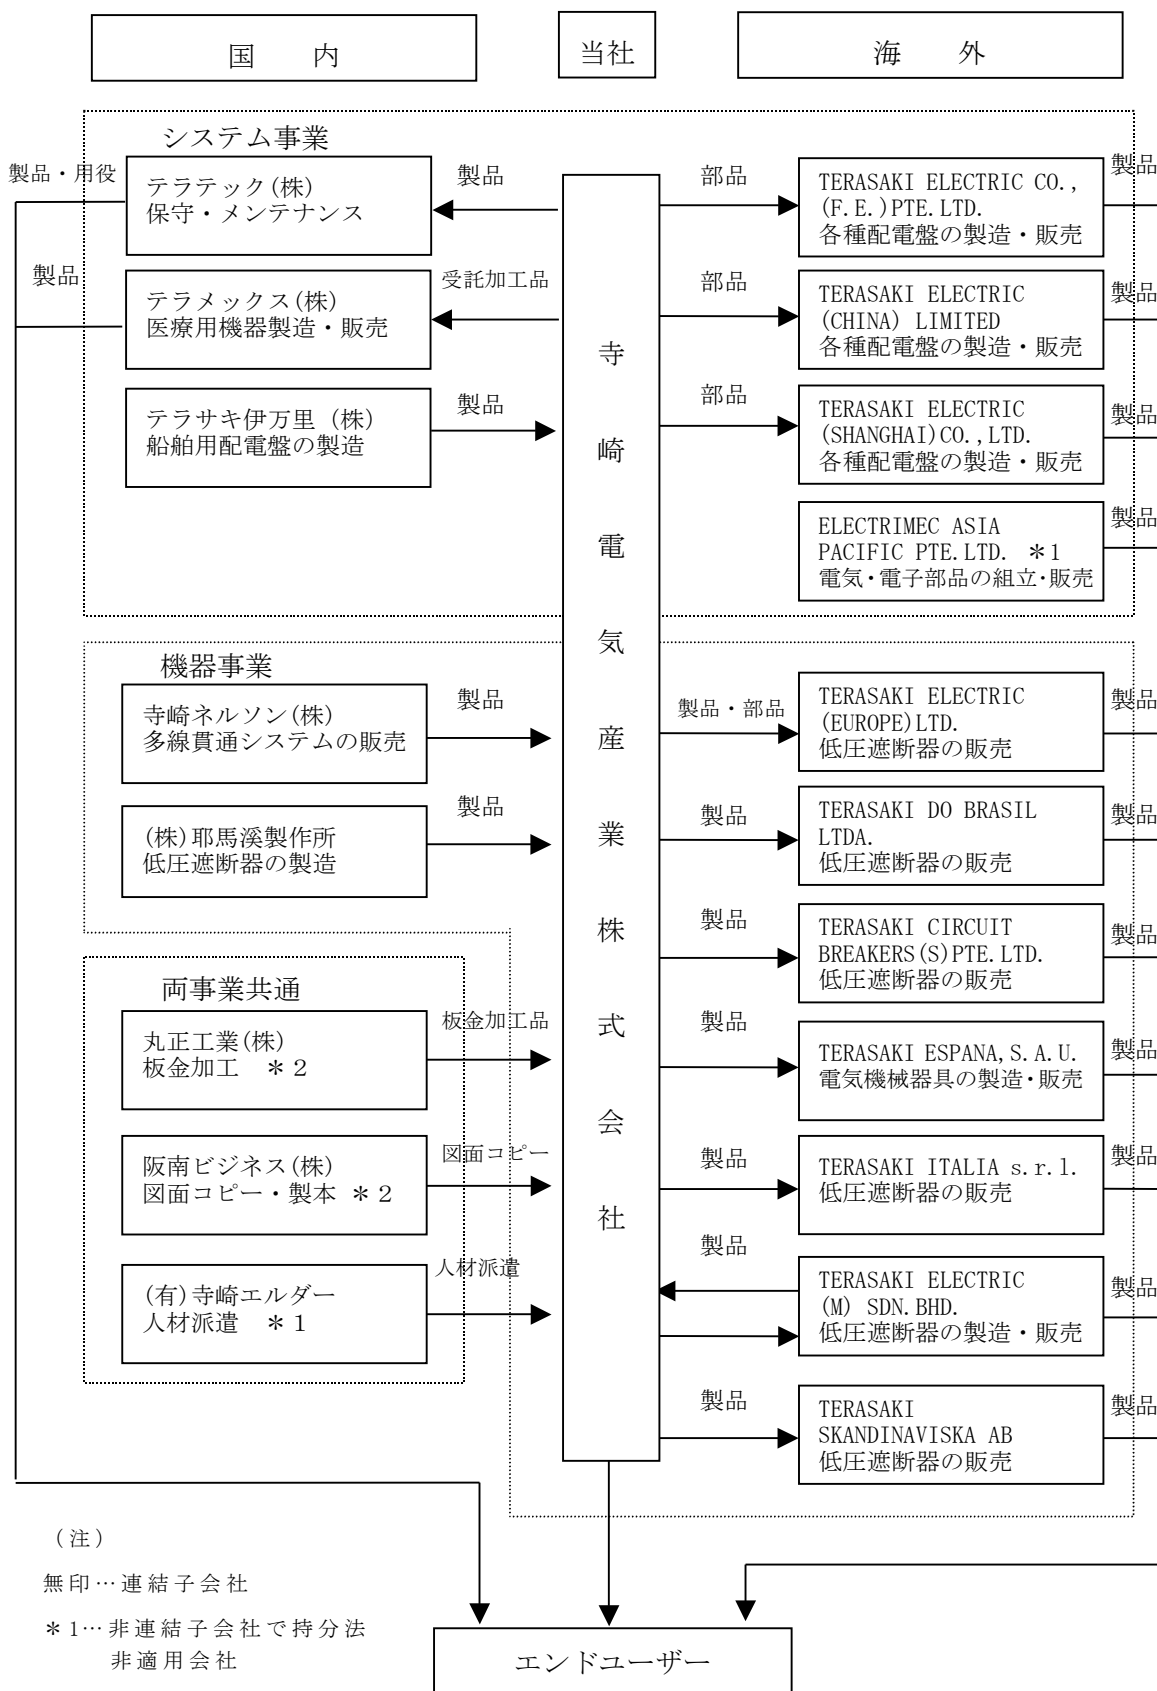 国　内
当社
海　外
システム事業
製品・用役
テラテック(株)
保守・メンテナンス
製品
部品
TERASAKI ELECTRIC CO.,
(F.E.)PTE.LTD.
各種配電盤の製造・販売
製品
製品
テラメックス(株)
医療用機器製造・販売
受託加工品
部品
TERASAKI ELECTRIC
(CHINA) LIMITED
各種配電盤の製造・販売
製品
テラサキ伊万里(株)
船舶用配電盤の製造
製品
部品
TERASAKI ELECTRIC
(SHANGHAI)CO.,LTD.
各種配電盤の製造・販売
製品
ELECTRIMEC ASIA
PACIFIC PTE.LTD. ＊1
電気・電子部品の組立・販売
製品
寺崎電気産業株式会社
機器事業
寺崎ネルソン(株)
多線貫通システムの販売
製品
製品・部品
TERASAKI ELECTRIC
(EUROPE)LTD.
低圧遮断器の販売
製品
(株)耶馬溪製作所
低圧遮断器の製造
製品
製品
TERASAKI DO BRASIL
LTDA.
低圧遮断器の販売
製品
製品
TERASAKI CIRCUIT
BREAKERS(S)PTE.LTD.
低圧遮断器の販売
製品
両事業共通
丸正工業(株)
板金加工　＊２
板金加工品
製品
TERASAKI ESPANA,S.A.U.
電気機械器具の製造・販売
製品
阪南ビジネス(株)
図面コピー・製本 ＊２
図面コピー
製品
TERASAKI ITALIA s.r.l.
低圧遮断器の販売
製品
(有)寺崎エルダー
人材派遣　＊１
人材派遣
製品
TERASAKI ELECTRIC
(M) SDN.BHD.
低圧遮断器の製造・販売
製品
製品
TERASAKI
SKANDINAVISKA AB
低圧遮断器の販売
製品
（注）
無印…連結子会社
＊1…非連結子会社で持分法
非適用会社
エンドユーザー